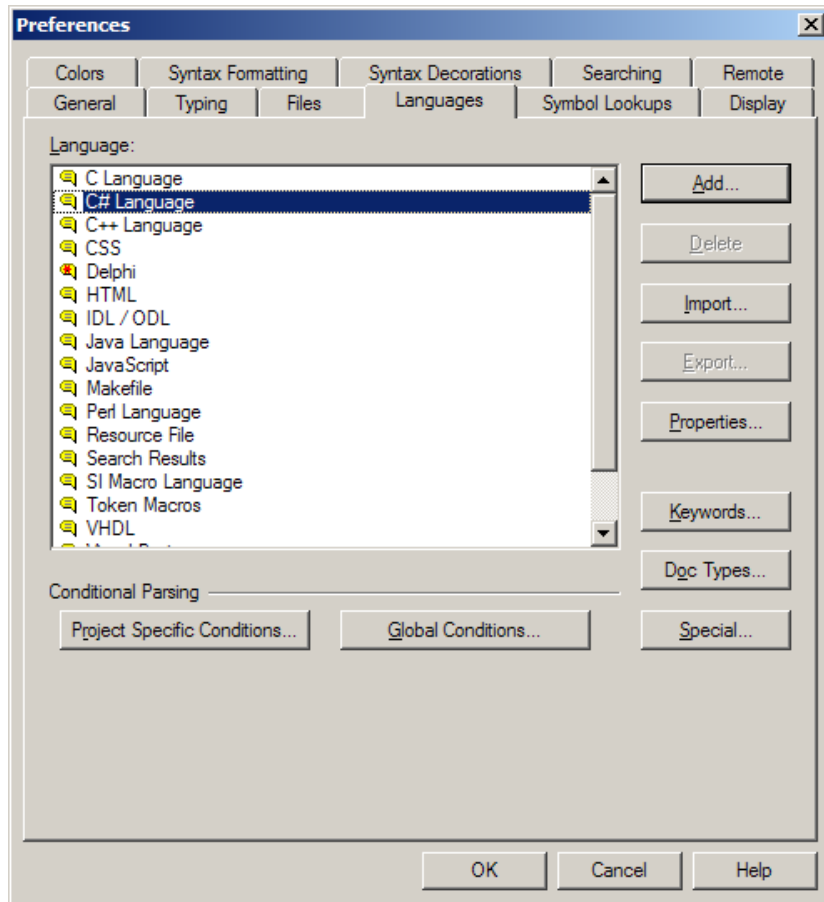 Preferences
Colors Syntax Formatting Syntax Decorations Searching Remote
General Typing Files Languages Symbol Lookups Display
Language:
C Language
C# Language
C++ Language
CSS
Delphi
HTML
IDL / ODL
Java Language
JavaScript
Makefile
Perl Language
Resource File
Search Results
SI Macro Language
Token Macros
VHDL
Add...
Delete
Import...
Export...
Properties...
Keywords...
Doc Types...
Special...
Conditional Parsing
Project Specific Conditions... Global Conditions...
OK Cancel Help